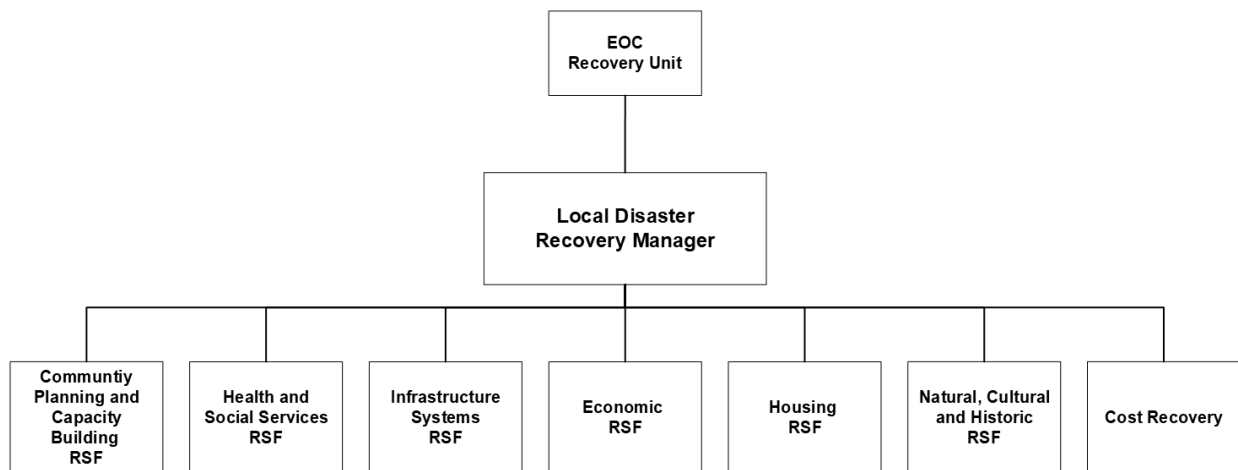 EOC
Recovery Unit
Local Disaster
Recovery Manager
Communtiy
Planning and
Capacity
Building
RSF
Health and
Social Services
RSF
Infrastructure
Systems
RSF
Economic
RSF
Housing
RSF
Natural, Cultural
and Historic
RSF
Cost Recovery